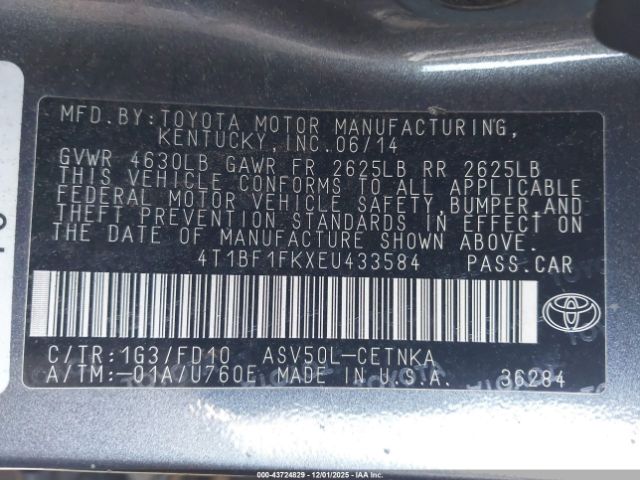 MFD. BY:TOYOTA MOTOR MANUFACTURING,
KENTUCKY, INC. 06/14
GVWR 4630LB GAWR FR 2625LB RR 2625LB
THIS VEHICLE CONFORMS TO ALL APPLICABLE
FEDERAL MOTOR VEHICLE SAFETY, BUMPER, AND
THEFT PREVENTION STANDARDS IN EFFECT ON
THE DATE OF MANUFACTURE SHOWN ABOVE.
4T1BF1FKXEU433584 PASS.CAR
C/TR:1G3/FD10 ASV50L-CETNKA
A/TM:-01A/U760E MADE IN U.S.A. 36284
00 - 43724829 - 12/01/2025 - IAA Inc.